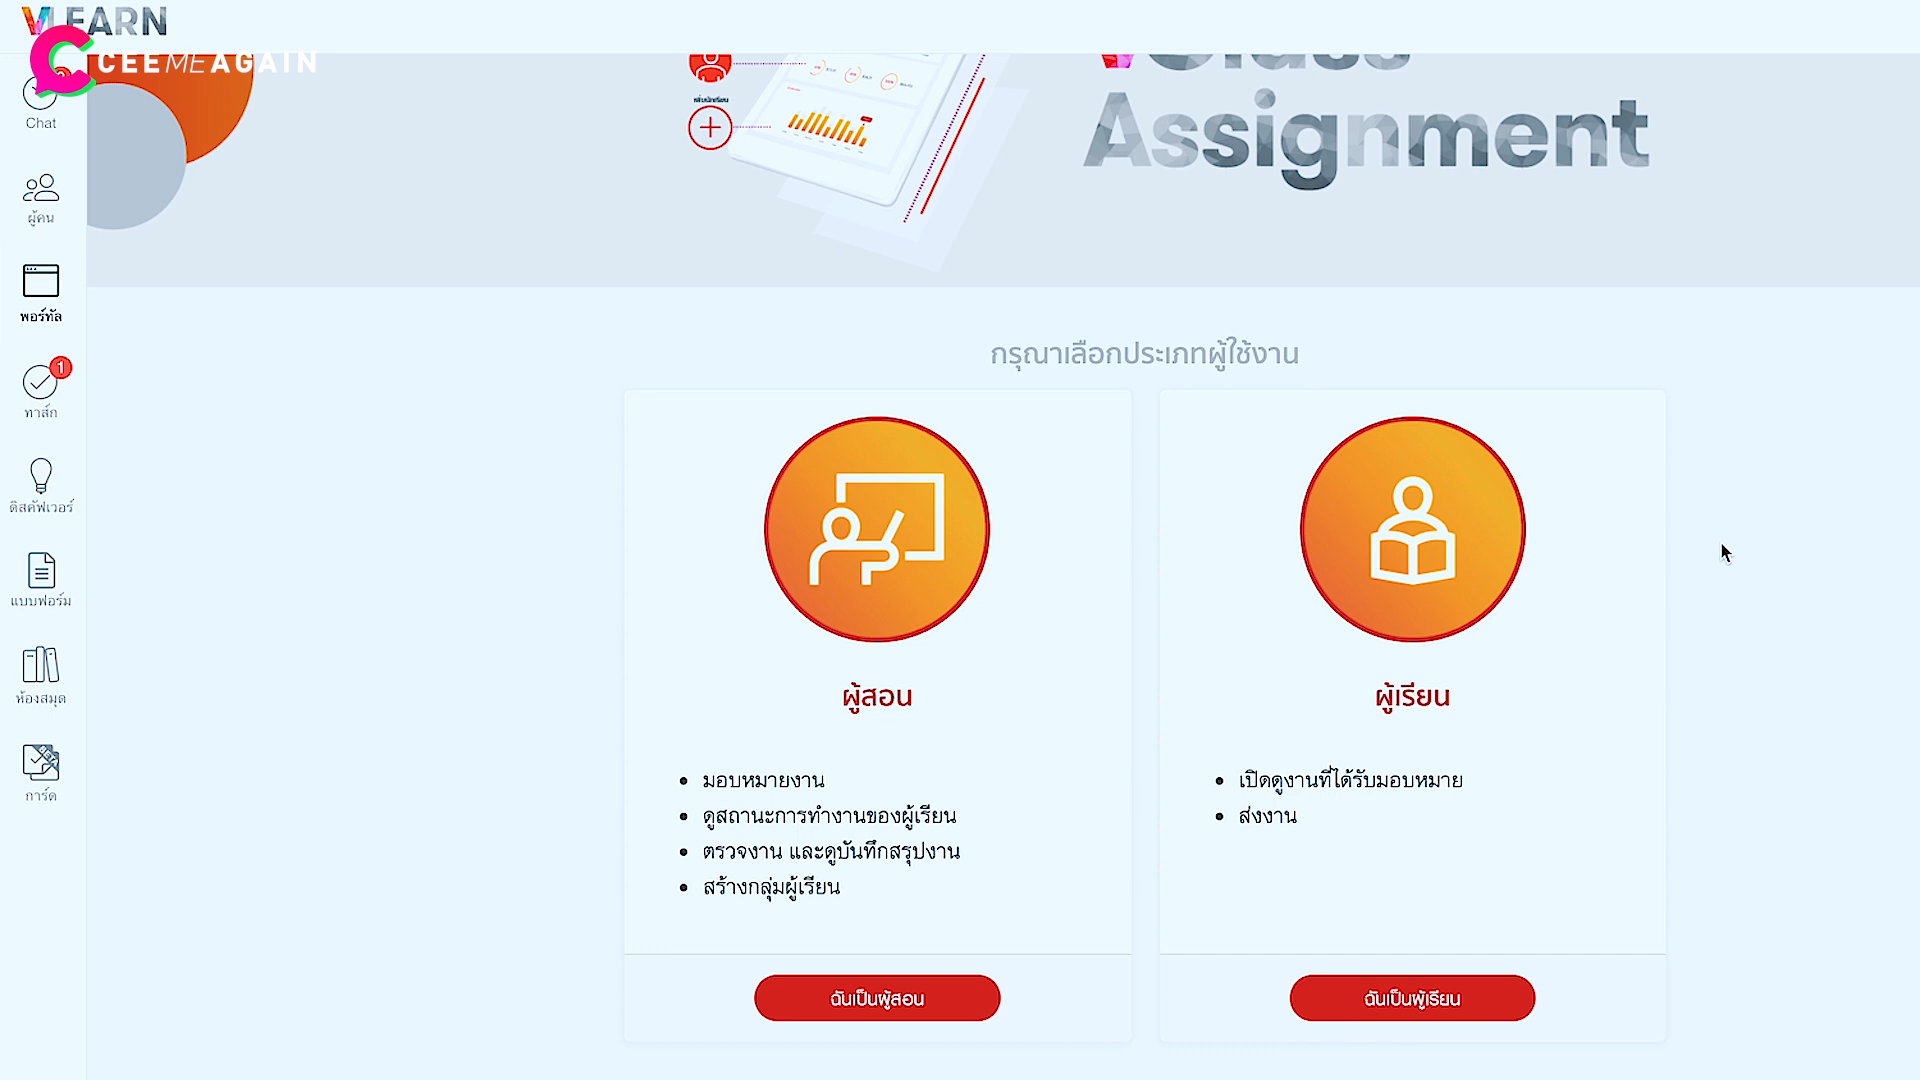 VLEARN
CEEMEAGAIN
Class
Assignment
Chat
ผู้คน
พอร์ทัล
1
ทาส์ก
ดิสคัฟเวอร์
แบบฟอร์ม
ห้องสมุด
การ์ด
กรุณาเลือกประเภทผู้ใช้งาน
ผู้สอน
มอบหมายงาน
ดูสถานะการทำงานของผู้เรียน
ตรวจงาน และดูบันทึกสรุปงาน
สร้างกลุ่มผู้เรียน
ฉันเป็นผู้สอน
ผู้เรียน
เปิดดูงานที่ได้รับมอบหมาย
ส่งงาน
ฉันเป็นผู้เรียน